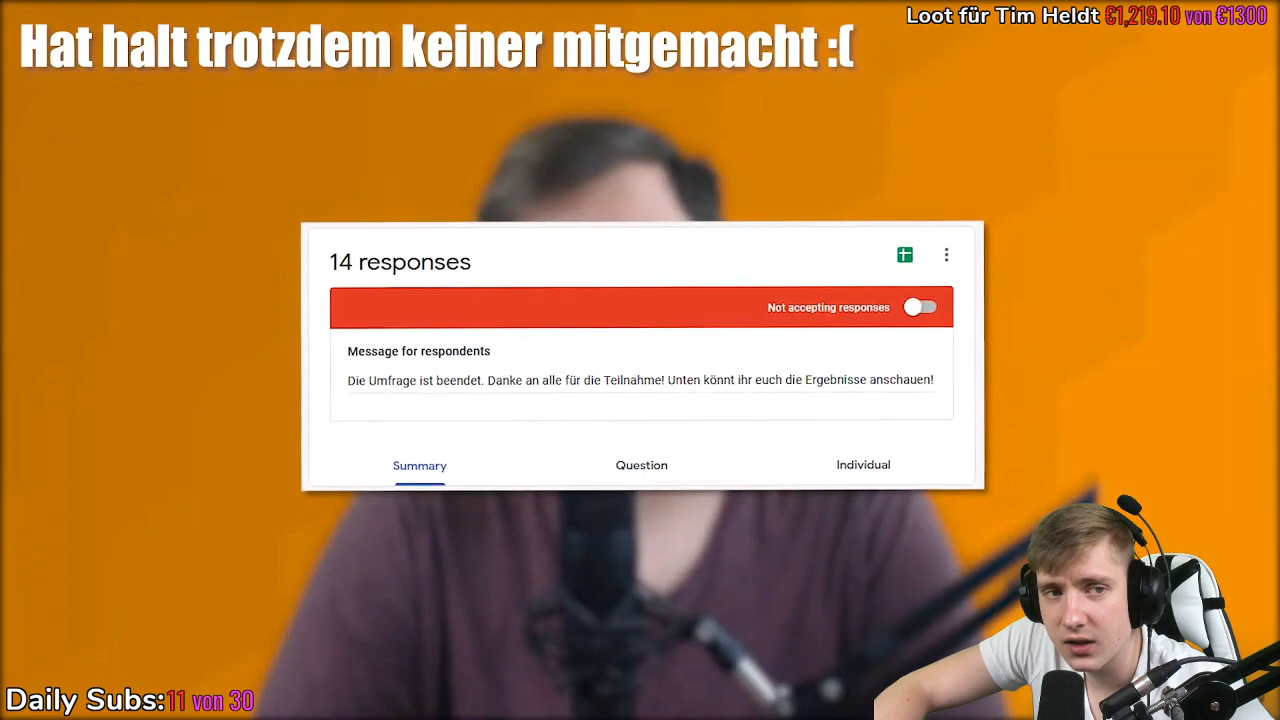 Loot für Tim Heldt €1,219.10 von €1300
Hat halt trotzdem keiner mitgemacht :(
14 responses
Not accepting responses
Message for respondents
Die Umfrage ist beendet. Danke an alle für die Teilnahme! Unten könnt ihr euch die Ergebnisse anschauen!
Summary Question Individual
Daily Subs: 11 von 30